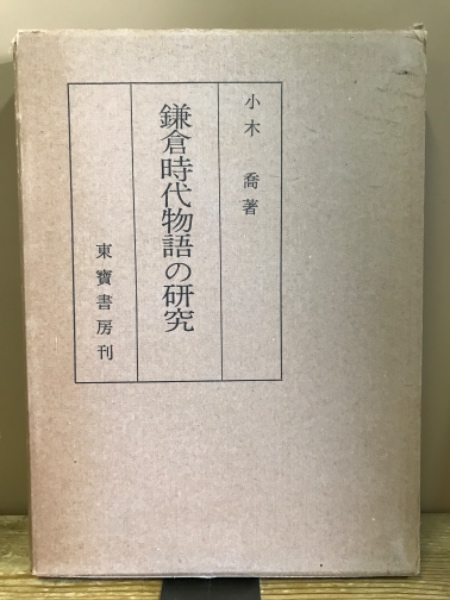 小木 喬著
鎌倉時代物語の研究
東寶書房刊